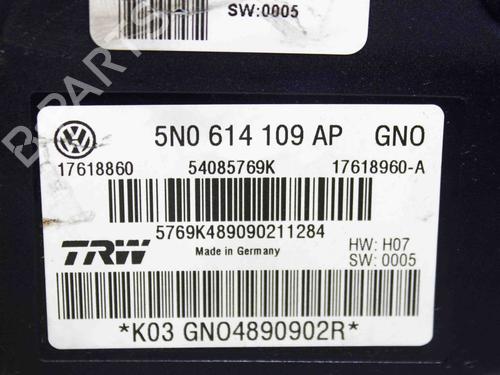 SW:0005
B-PARTS
5N0 614 109 AP GNO
17618860 54085769K 17618960-A
5769K489090211284
TRW Made in Germany HW: H07
SW: 0005
*K03 GNO4890902R*